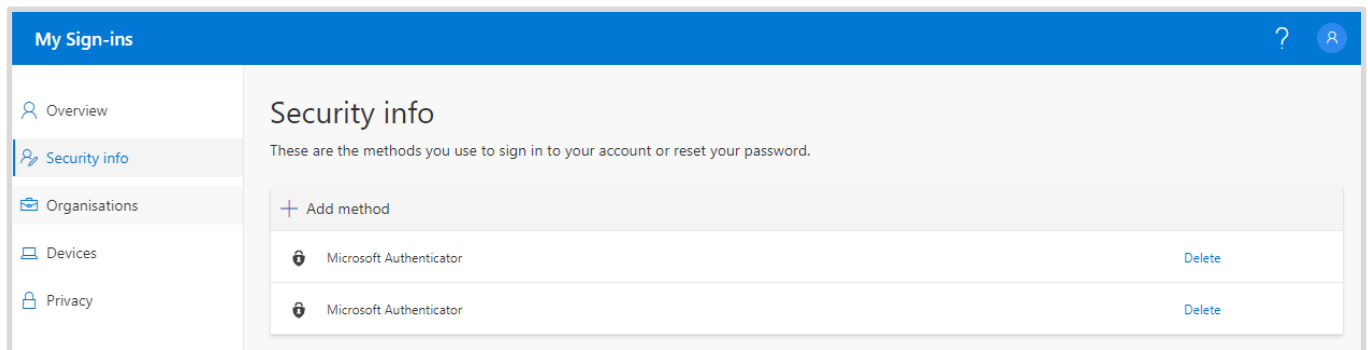 My Sign-ins
?
Overview
Security info
Organisations
Devices
Privacy
Security info
These are the methods you use to sign in to your account or reset your password.
+ Add method
Microsoft Authenticator Delete
Microsoft Authenticator Delete